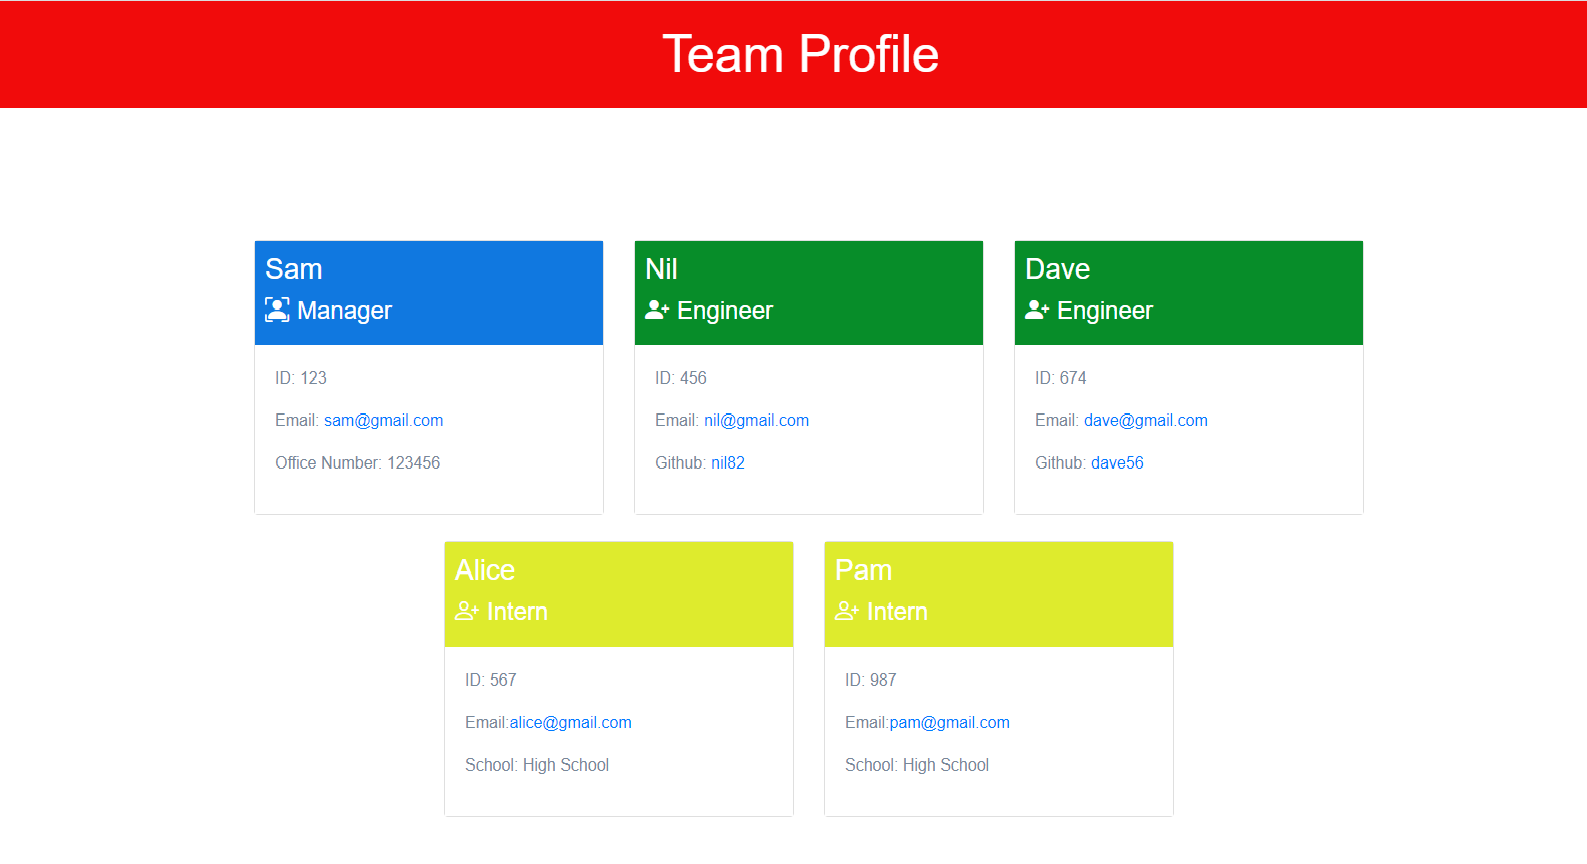 Team Profile
Sam
Manager
ID: 123
Email: sam@gmail.com
Office Number: 123456
Nil
Engineer
ID: 456
Email: nil@gmail.com
Github: nil82
Dave
Engineer
ID: 674
Email: dave@gmail.com
Github: dave56
Alice
Intern
ID: 567
Email:alice@gmail.com
School: High School
Pam
Intern
ID: 987
Email:pam@gmail.com
School: High School